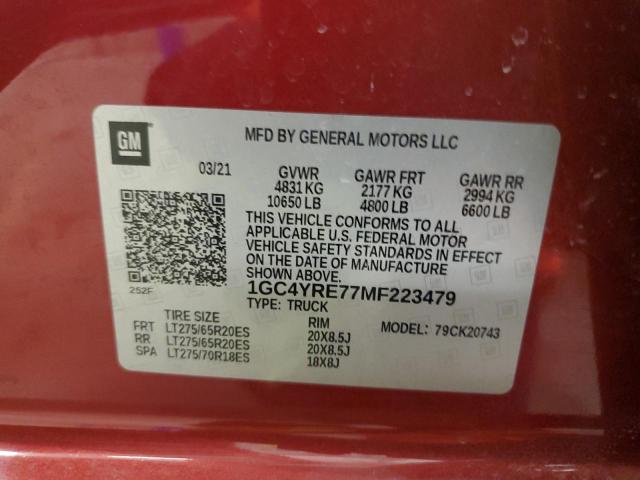 GM
MFD BY GENERAL MOTORS LLC
03/21 GVWR GAWR FRT GAWR RR
4831 KG 2177 KG 2994 KG
10650 LB 4800 LB 6600 LB
THIS VEHICLE CONFORMS TO ALL
APPLICABLE U.S. FEDERAL MOTOR
VEHICLE SAFETY STANDARDS IN EFFECT
ON THE DATE OF MANUFACTURE
SHOWN ABOVE.
252F
1GC4YRE77MF223479
TYPE: TRUCK
TIRE SIZE RIM MODEL: 79CK20743
FRT LT275/65R20ES 20X8.5J
RR LT275/65R20ES 20X8.5J
SPA LT275/70R18ES 18X8J